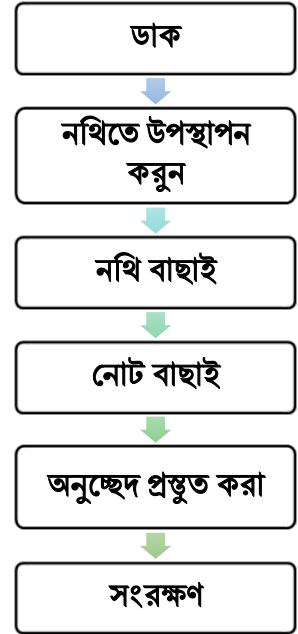 ডাক
নথিতে উপস্থাপন
করুন
নথি বাছাই
নোট বাছাই
অনুচ্ছেদ প্রস্তুত করা
সংরক্ষণ